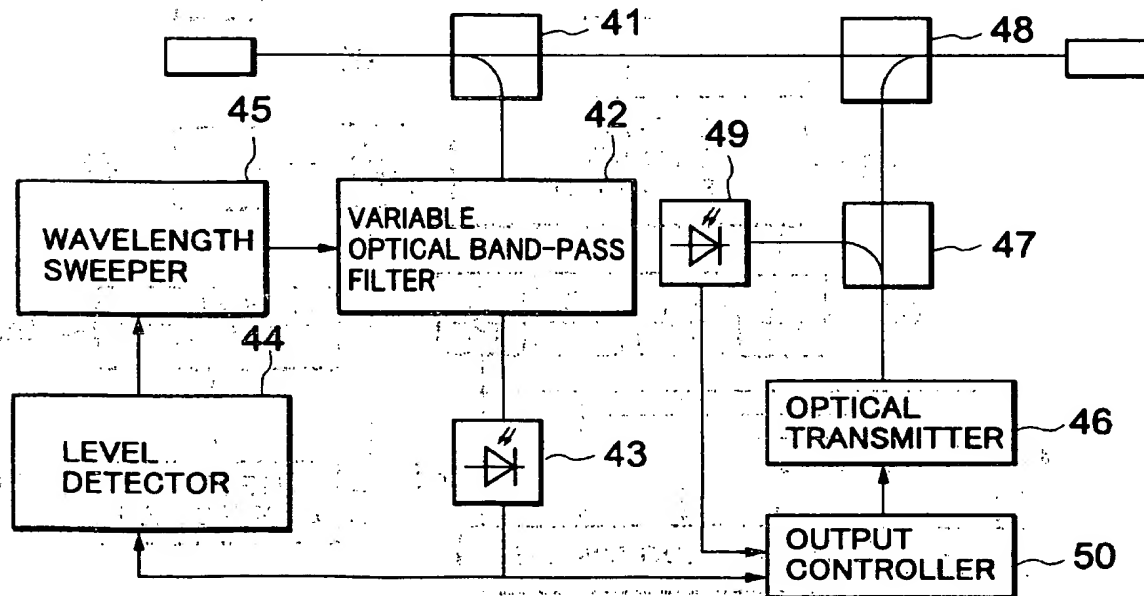 41
48
45
42
49
WAVELENGTH
SWEEPER
VARIABLE
OPTICAL BAND-PASS
FILTER
47
44
LEVEL
DETECTOR
43
OPTICAL
TRANSMITTER
46
OUTPUT
CONTROLLER
50